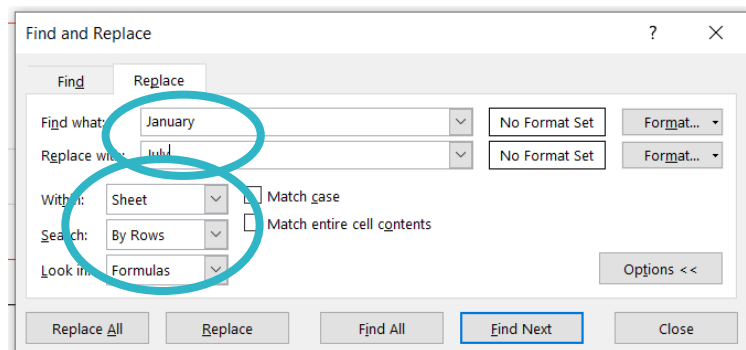 Find and Replace ? ×
Find Replace
Find what: January No Format Set Format...
Replace with: July No Format Set Format...
Within: Sheet Match case
Search: By Rows Match entire cell contents
Look in: Formulas Options <<
Replace All Replace Find All Find Next Close